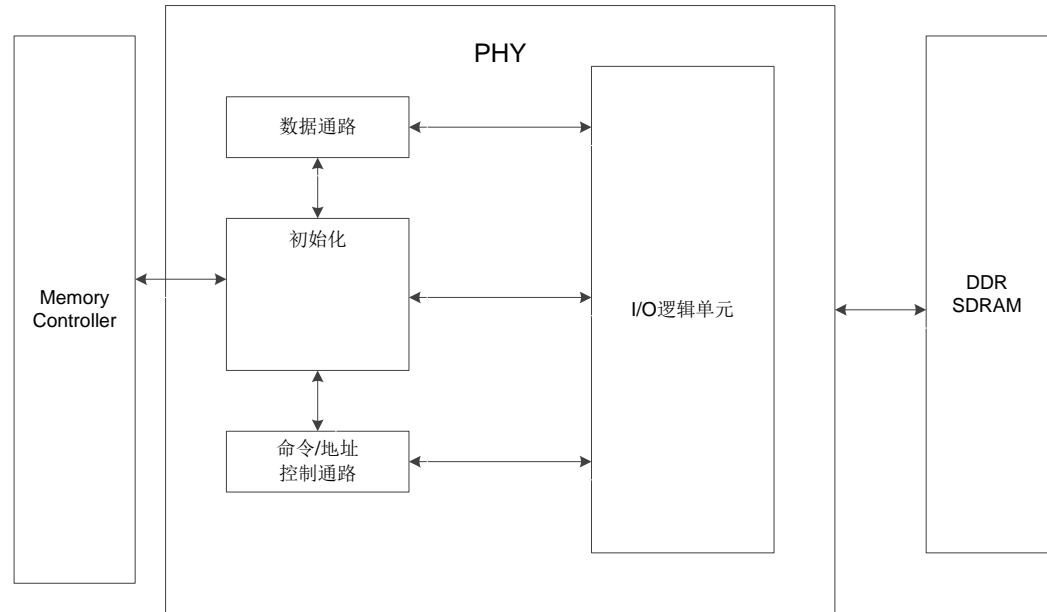 PHY
数据通路
初始化
Memory
Controller
I/O逻辑单元
DDR
SDRAM
命令/地址
控制通路